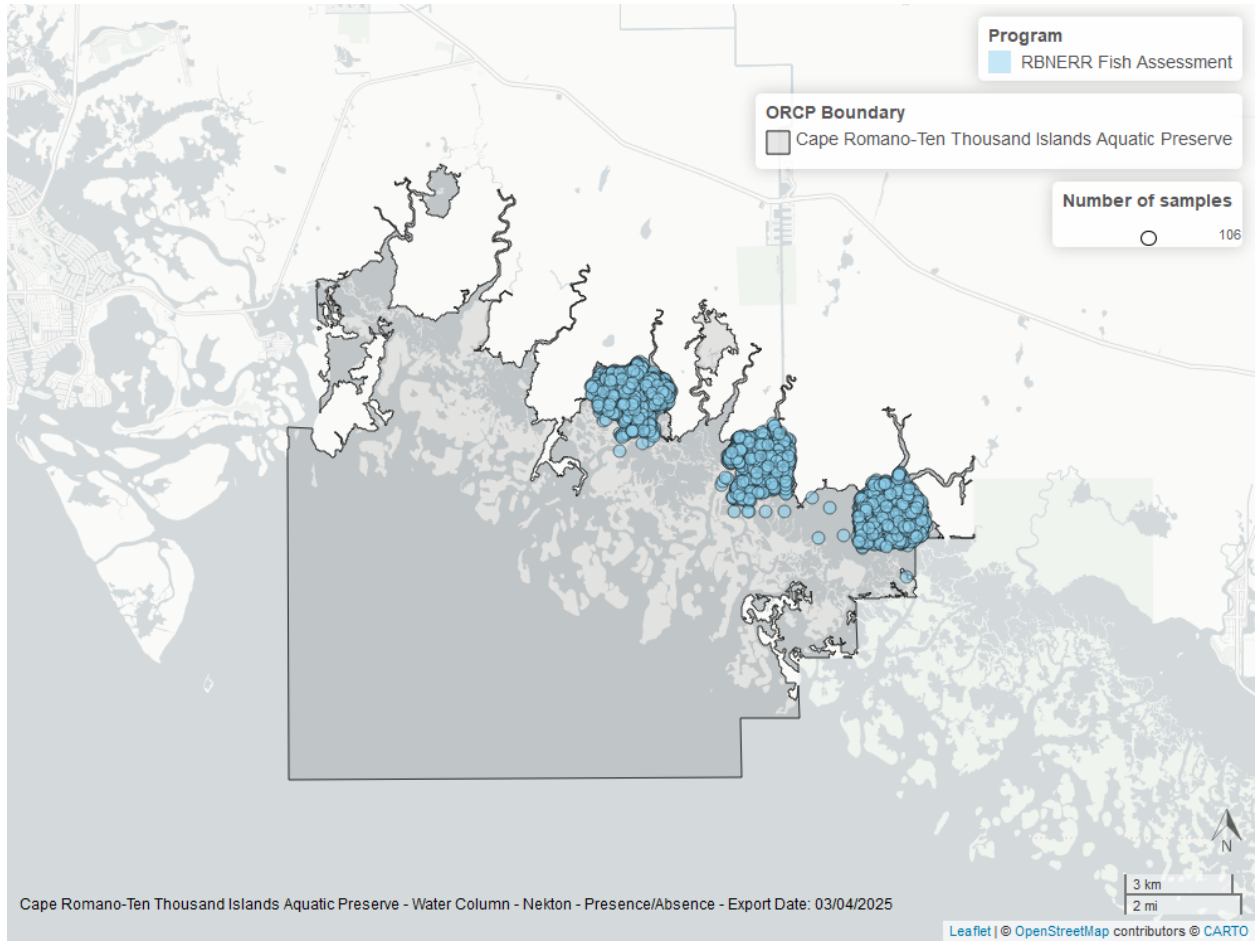 Program
RBNERR Fish Assessment
ORCP Boundary
Cape Romano-Ten Thousand Islands Aquatic Preserve
Number of samples
106
N
3 km
2 mi
Cape Romano-Ten Thousand Islands Aquatic Preserve - Water Column - Nekton - Presence/Absence - Export Date: 03/04/2025
Leaflet | © OpenStreetMap contributors © CARTO